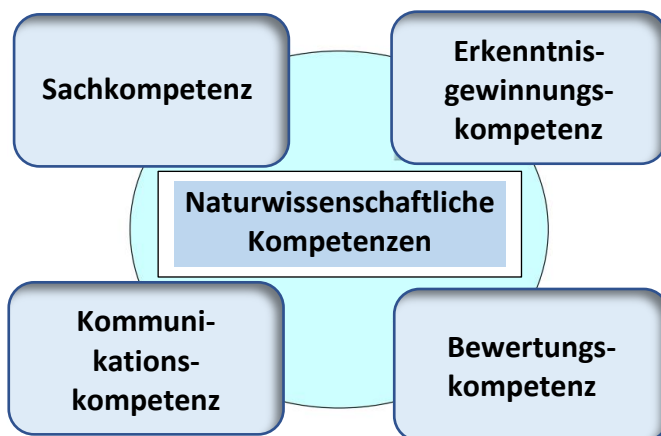 Sachkompetenz
Erkenntnis-
gewinnungs-
kompetenz
Naturwissenschaftliche
Kompetenzen
Kommuni-
kations-
kompetenz
Bewertungs-
kompetenz